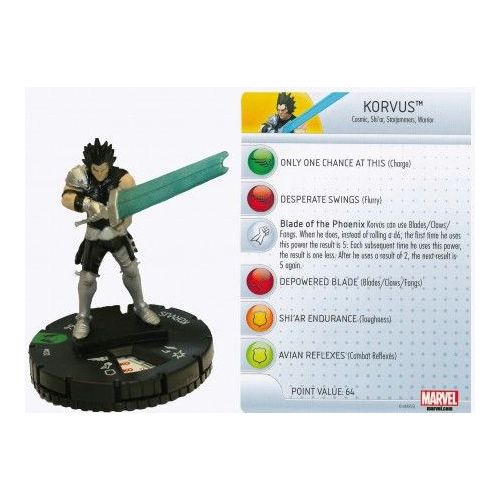 KORVUS™
Cosmic, Shi'ar, Starjammers, Warrior
ONLY ONE CHANCE AT THIS (Charge)
DESPERATE SWINGS (Flurry)
Blade of the Phoenix Korvus can use Blades/Claws/
Fangs. When he does, instead of rolling a d6, the first time he uses
this power the result is 5. Each subsequent time he uses this power,
the result is one less. After he uses a result of 2, the next result is
5 again.
DEPOWERED BLADE (Blades/Claws/Fangs)
SHI'AR ENDURANCE (Toughness)
AVIAN REFLEXES (Combat Reflexes)
POINT VALUE: 64
MARVEL
marvel.com
KORVUS